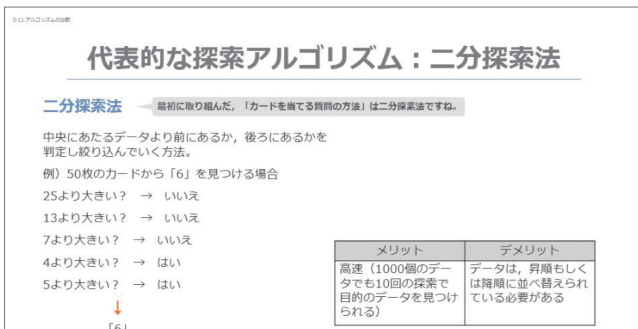 3-11.アルゴリズムの比較
代表的な探索アルゴリズム：二分探索法
二分探索法
最初に取り組んだ，「カードを当てる質問の方法」は二分探索法ですね。
中央にあたるデータより前にあるか，後ろにあるかを
判定し絞り込んでいく方法。
例）50枚のカードから「6」を見つける場合
25より大きい？ → いいえ
13より大きい？ → いいえ
7より大きい？ → いいえ
4より大きい？ → はい
5より大きい？ → はい
↓
「6」
メリット
高速（1000個のデー
タでも10回の探索で
目的のデータを見つけ
られる）
デメリット
データは，昇順もしく
は降順に並べ替えられ
ている必要がある